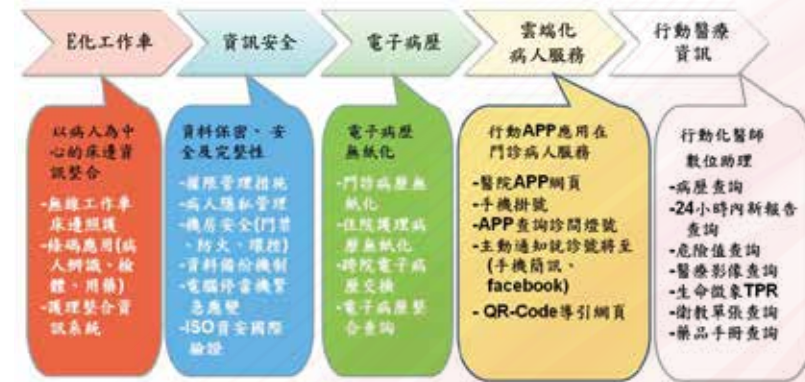 E化工作車
資訊安全
電子病歷
雲端化
病人服務
行動醫療
資訊
以病人為中
心的床邊資
訊整合
-無線工作車
床邊照護
-條碼應用(病
人辨識、檢
體、用藥)
-護理整合資
訊系統
資料保密、安
全及完整性
-權限管理措施
-病人隱私管理
-機房安全(門禁
、防火、環控)
-資料備份機制
-電腦停當機緊
急應變
-ISO資安國際
驗證
電子病歷
無紙化
-門診病歷無
紙化
-住院護理病
歷無紙化
-跨院電子病
歷交換
-電子病歷整
合查詢
行動APP應用在
門診病人服務
-醫院APP網頁
-手機掛號
-APP查詢診間燈號
-主動通知就診號將至
(手機簡訊、
facebook)
-QR-Code導引網頁
行動化醫師
數位助理
-病歷查詢
-24小時內新報告
查詢
-危險值查詢
-醫療影像查詢
-生命徵象TPR
-衛教單張查詢
-藥品手冊查詢